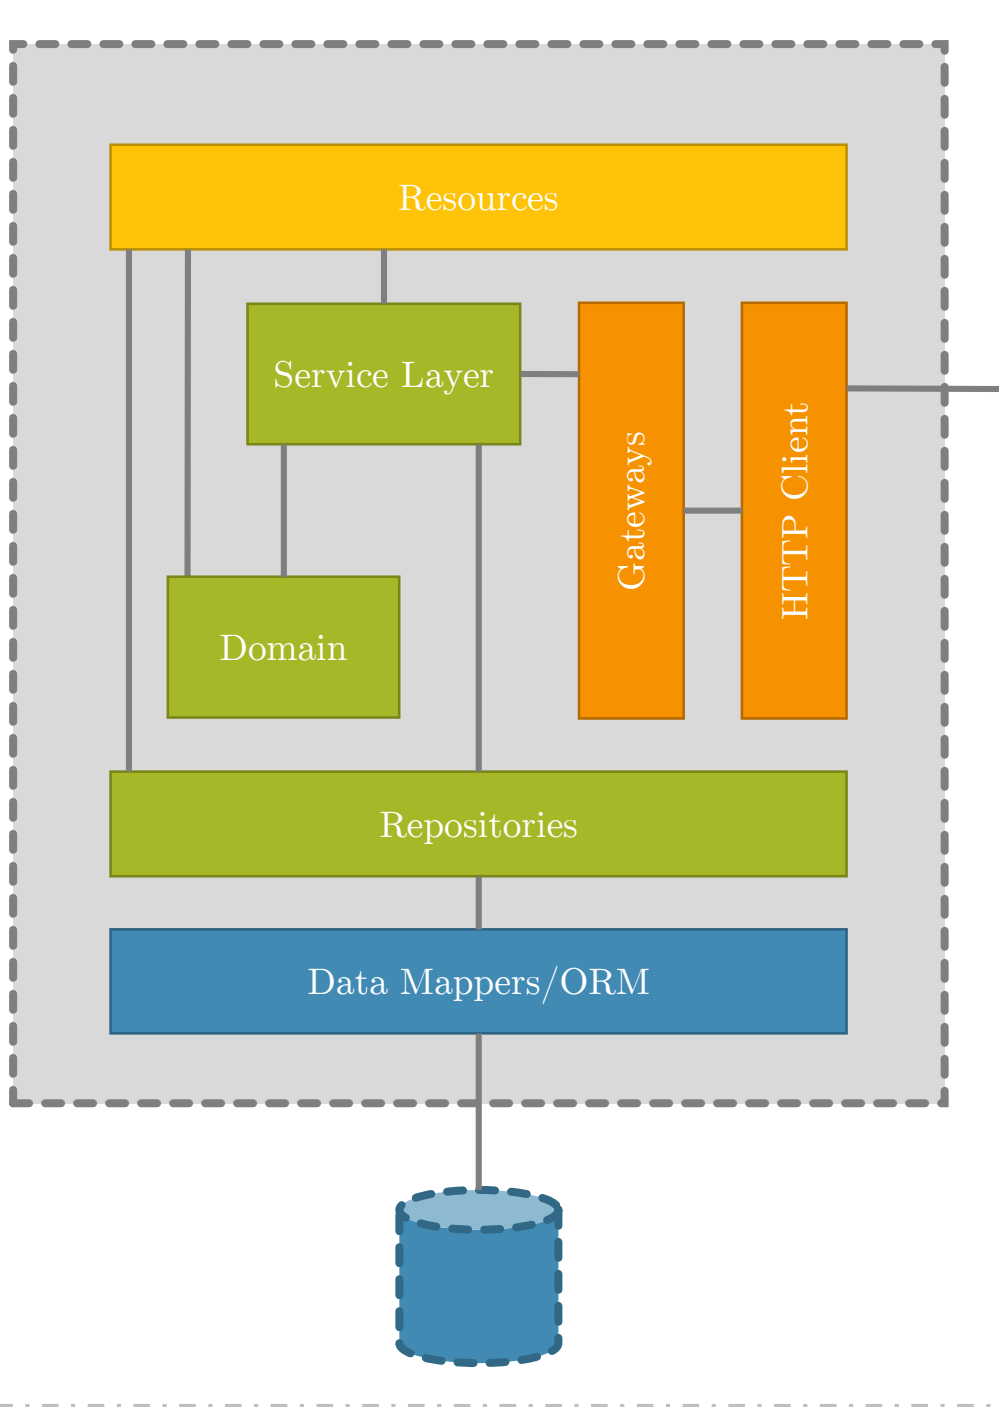 Resources
Service Layer
Gateways
HTTP Client
Domain
Repositories
Data Mappers/ORM